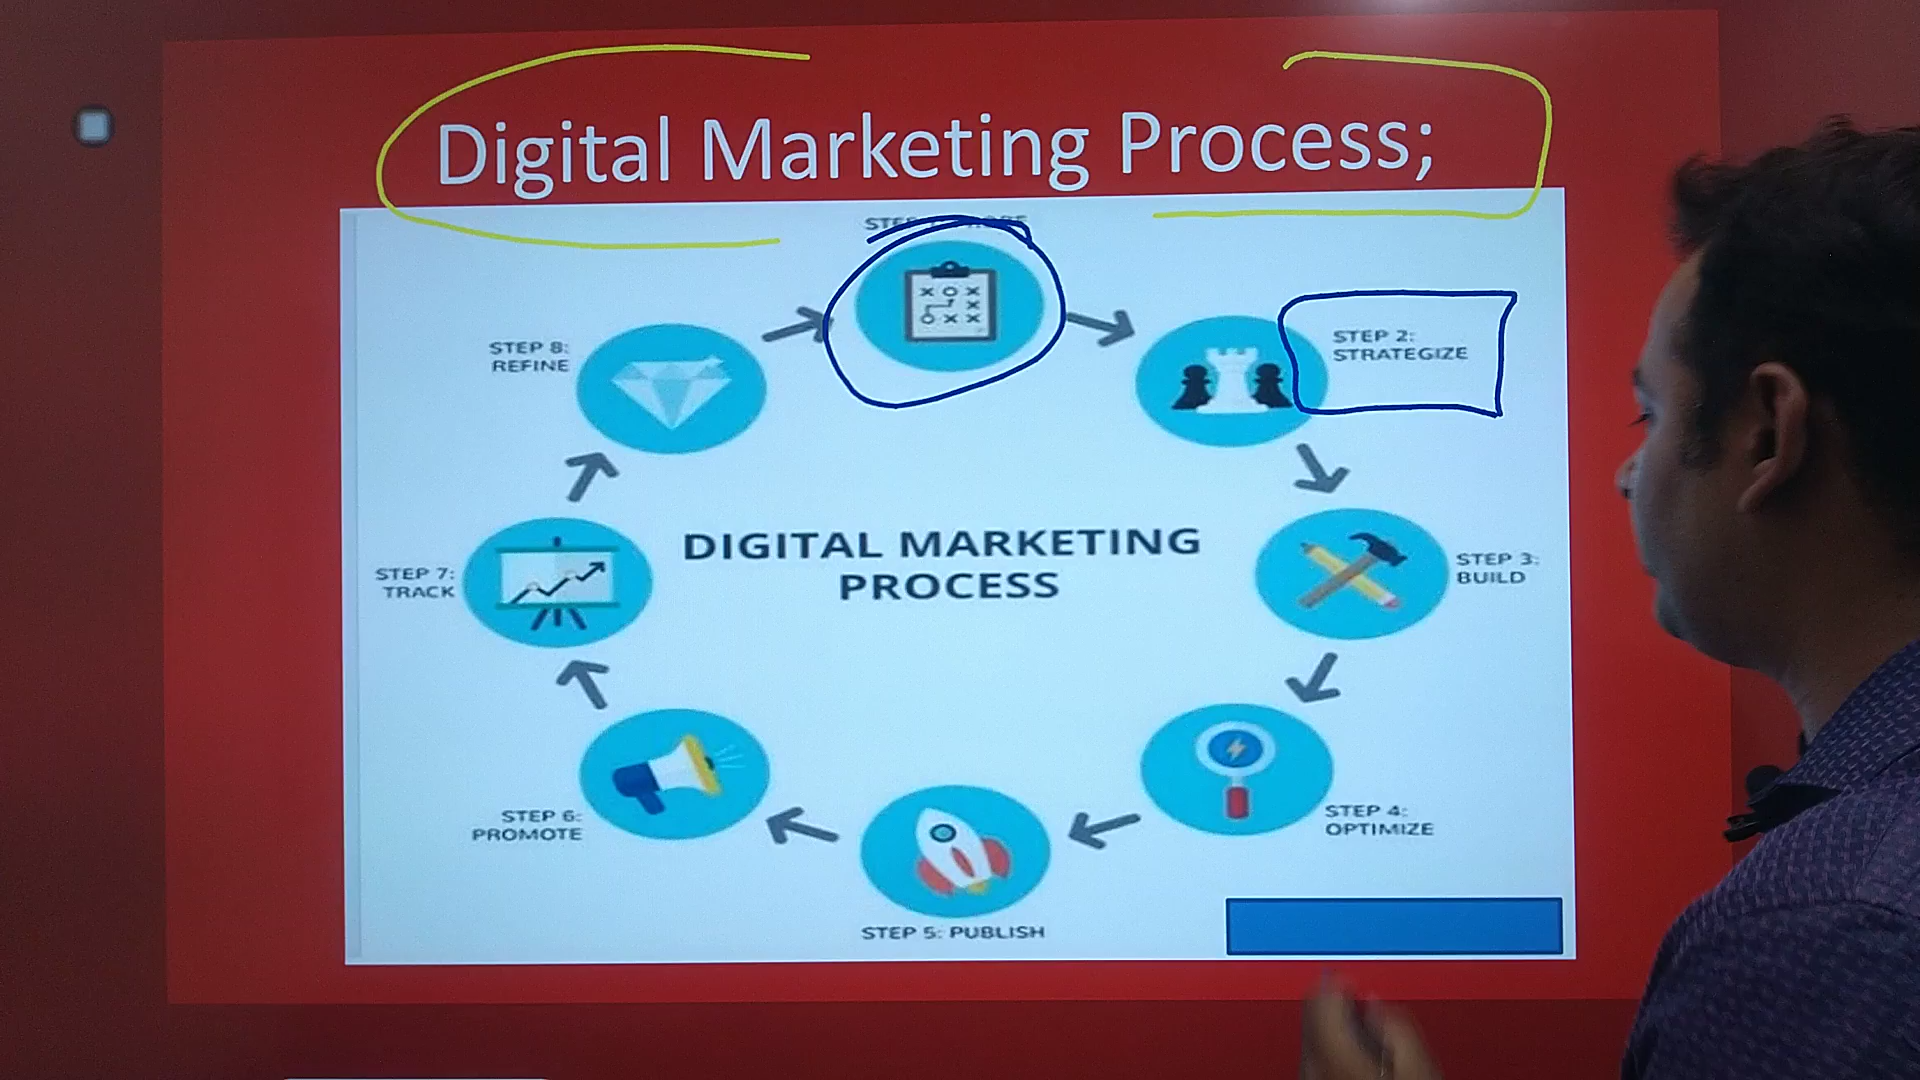 Digital Marketing Process;
STEP 2:
STRATEGIZE
STEP 8:
REFINE
DIGITAL MARKETING
PROCESS
STEP 3:
BUILD
STEP 7:
TRACK
STEP 4:
OPTIMIZE
STEP 6:
PROMOTE
STEP 5: PUBLISH